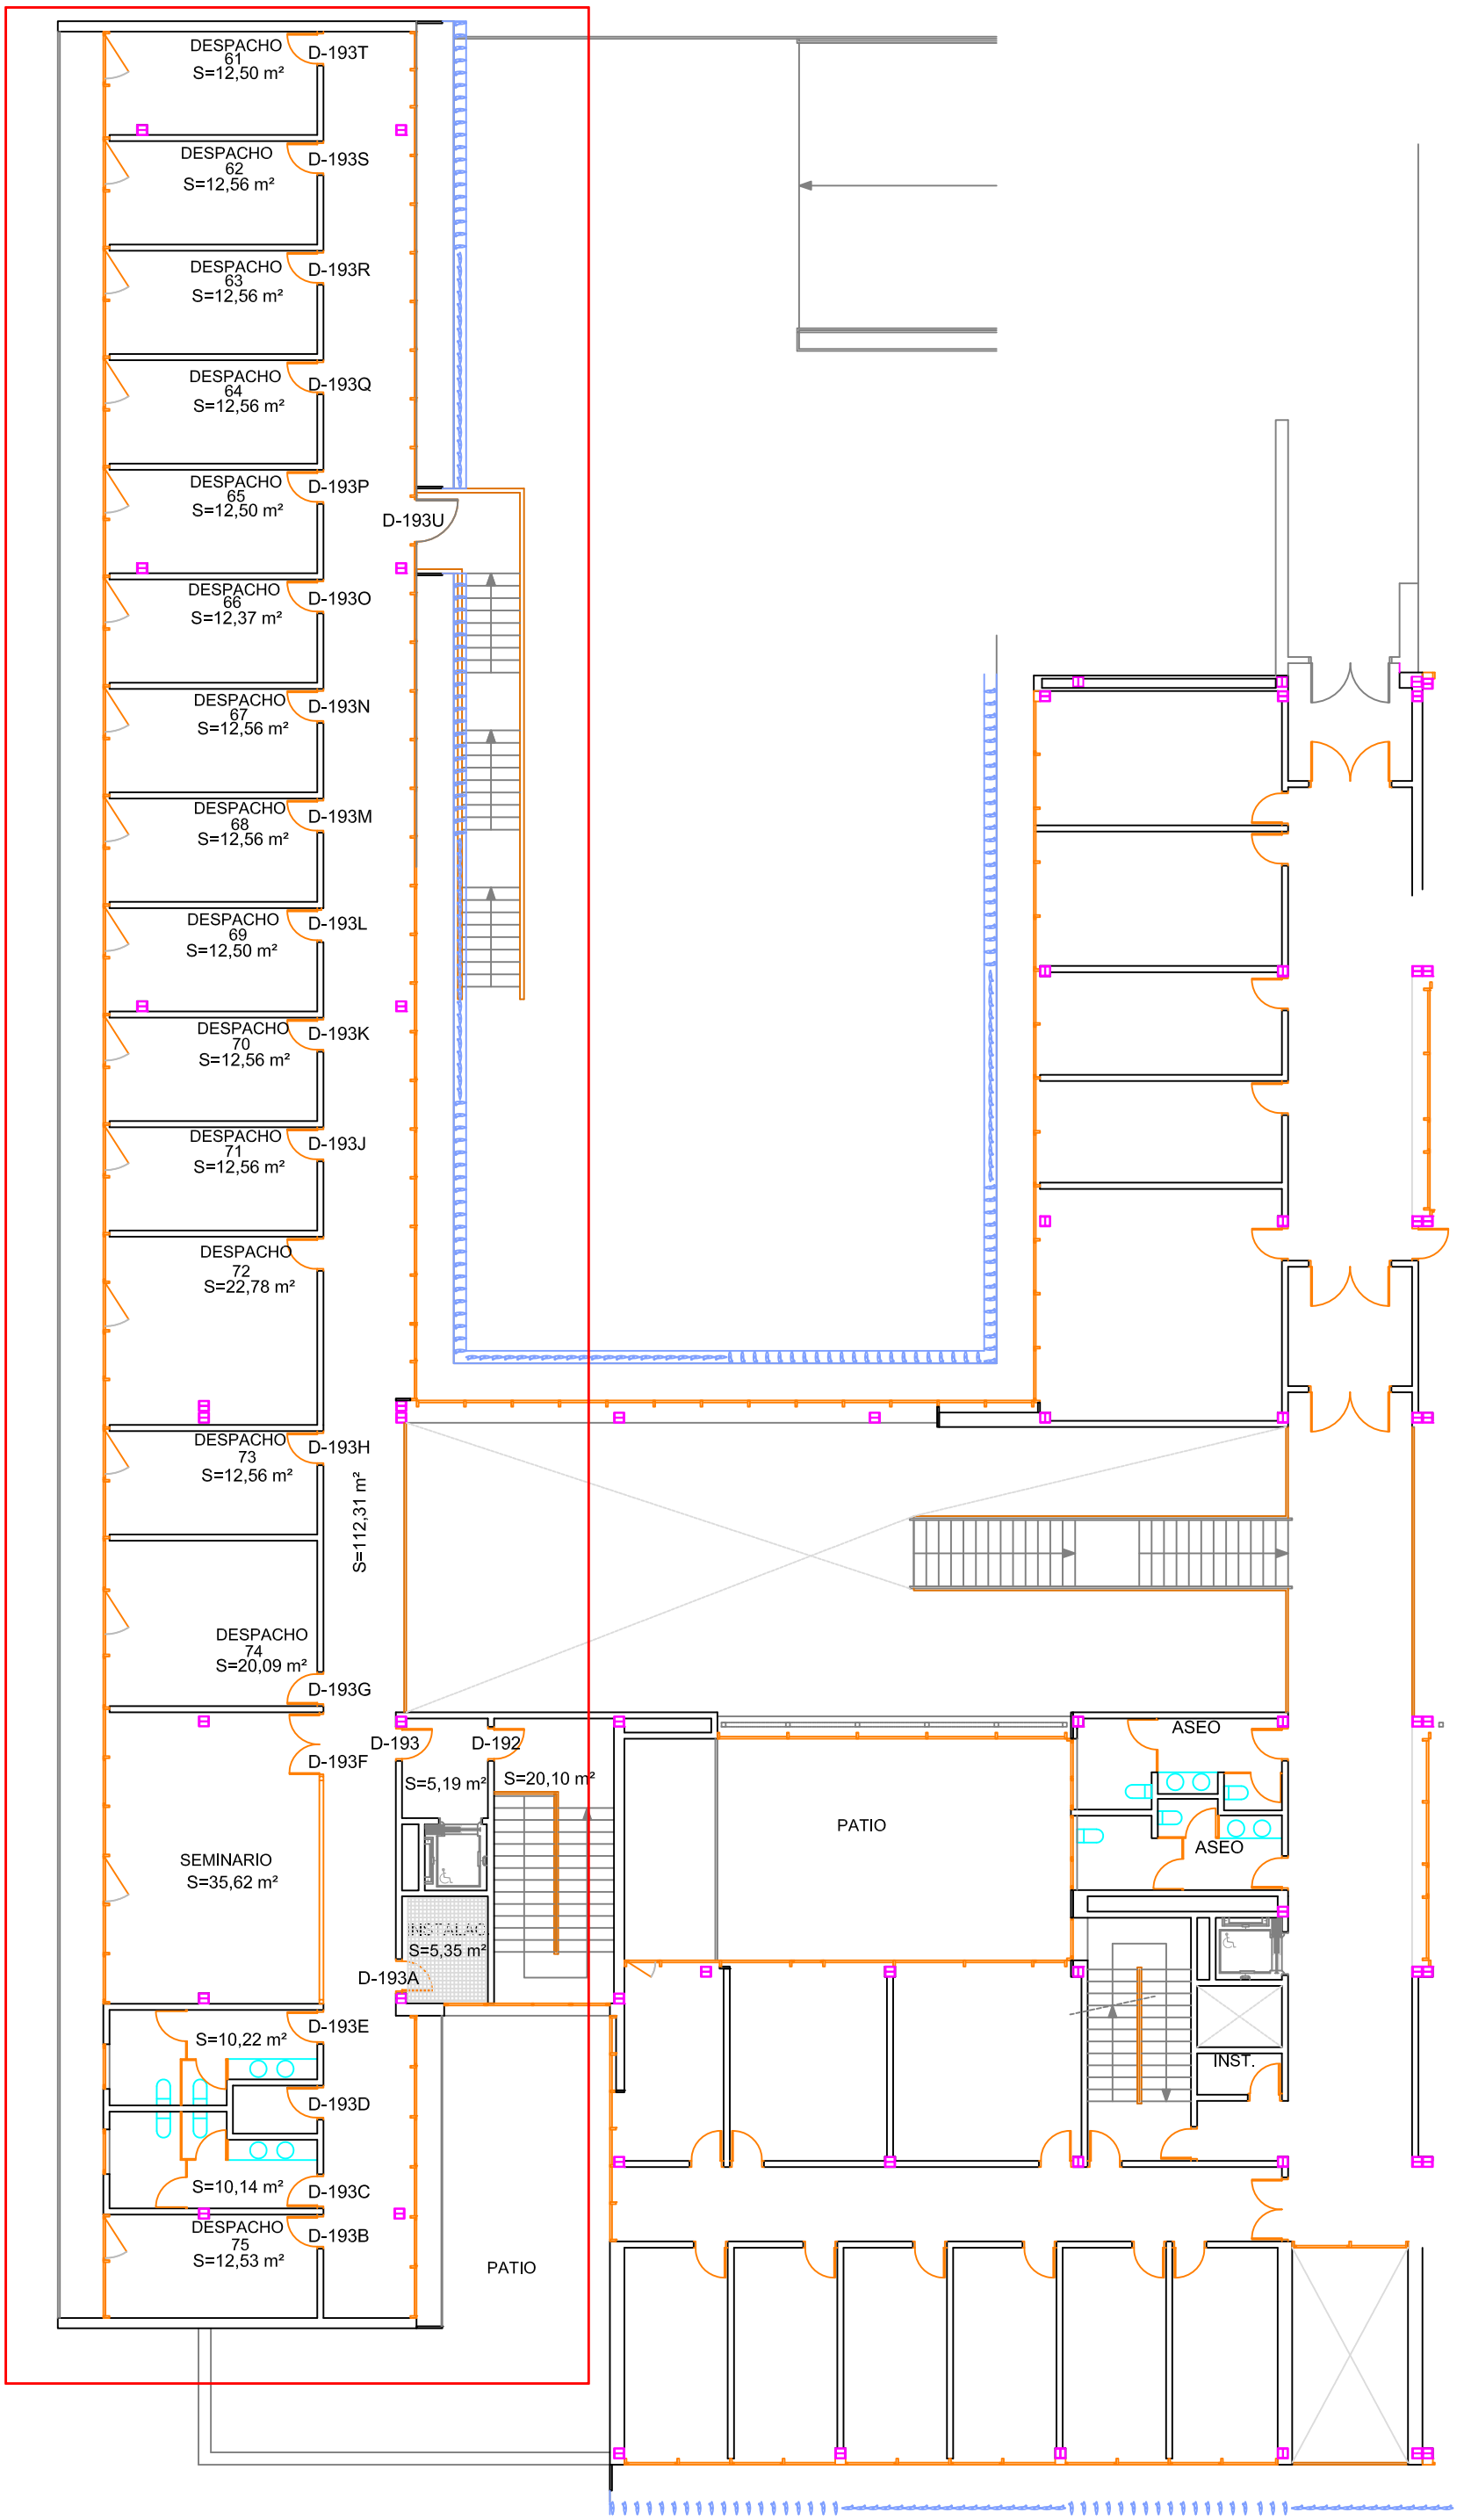 DESPACHO
61
S=12,50 m²
D-193T
DESPACHO
62
S=12,56 m²
D-193S
DESPACHO
63
S=12,56 m²
D-193R
DESPACHO
64
S=12,56 m²
D-193Q
DESPACHO
65
S=12,50 m²
D-193P
D-193U
DESPACHO
66
S=12,37 m²
D-193O
DESPACHO
67
S=12,56 m²
D-193N
DESPACHO
68
S=12,56 m²
D-193M
DESPACHO
69
S=12,50 m²
D-193L
DESPACHO
70
S=12,56 m²
D-193K
DESPACHO
71
S=12,56 m²
D-193J
DESPACHO
72
S=22,78 m²
DESPACHO
73
S=12,56 m²
D-193H
S=112,31 m²
DESPACHO
74
S=20,09 m²
D-193G
D-193F
D-193
D-192
S=5,19 m²
S=20,10 m²
SEMINARIO
S=35,62 m²
INSTALAC
S=5,35 m²
D-193A
PATIO
ASEO
ASEO
INST.
S=10,22 m²
D-193E
D-193D
S=10,14 m²
D-193C
DESPACHO
75
S=12,53 m²
D-193B
PATIO